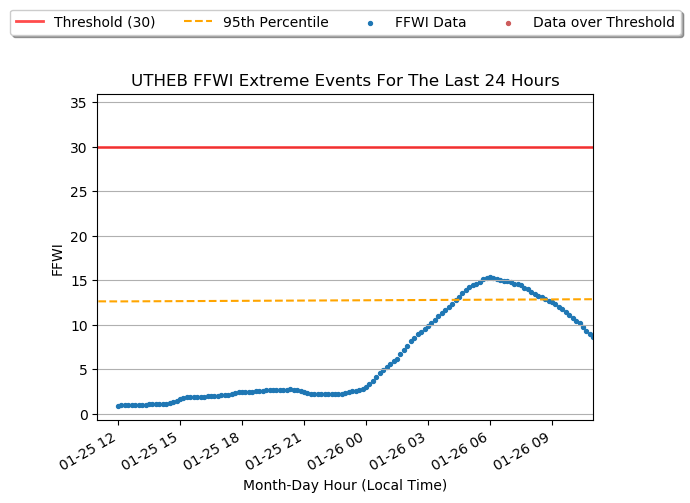 Threshold (30) 95th Percentile FFWI Data Data over Threshold
UTHEB FFWI Extreme Events For The Last 24 Hours
35
30
25
20
15
10
5
0
FFWI
01-25 12 01-25 15 01-25 18 01-25 21 01-26 00 01-26 03 01-26 06 01-26 09
Month-Day Hour (Local Time)